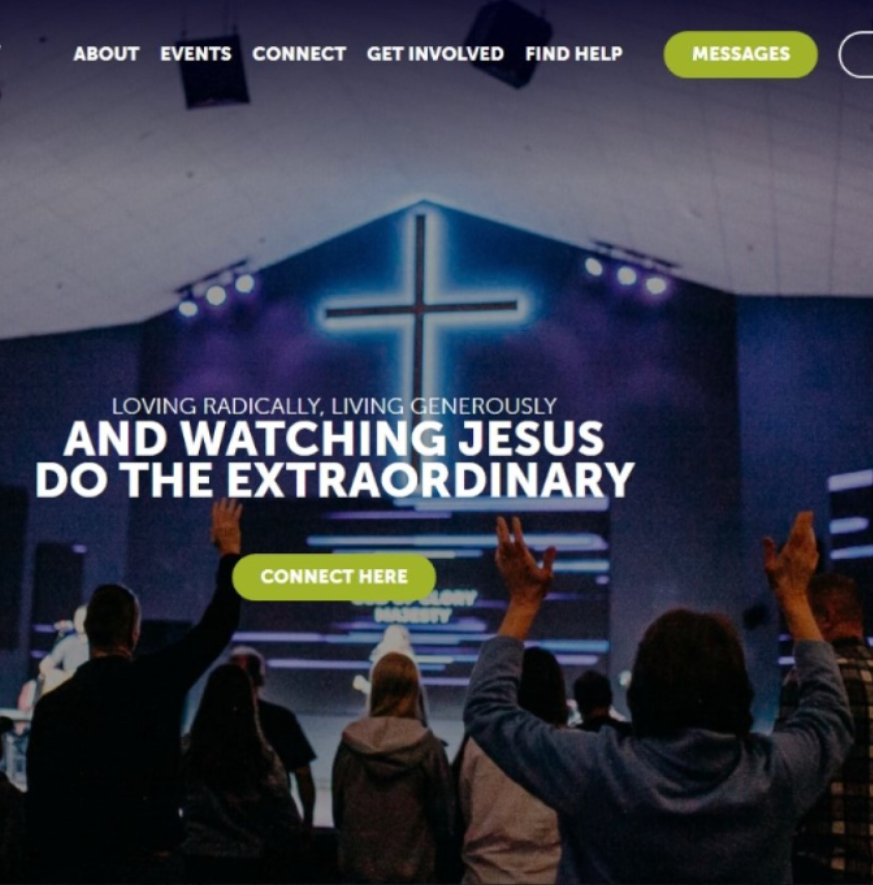 ABOUT EVENTS CONNECT GET INVOLVED FIND HELP MESSAGES
LOVING RADICALLY, LIVING GENEROUSLY
AND WATCHING JESUS
DO THE EXTRAORDINARY
CONNECT HERE
GLORY
MAJESTY